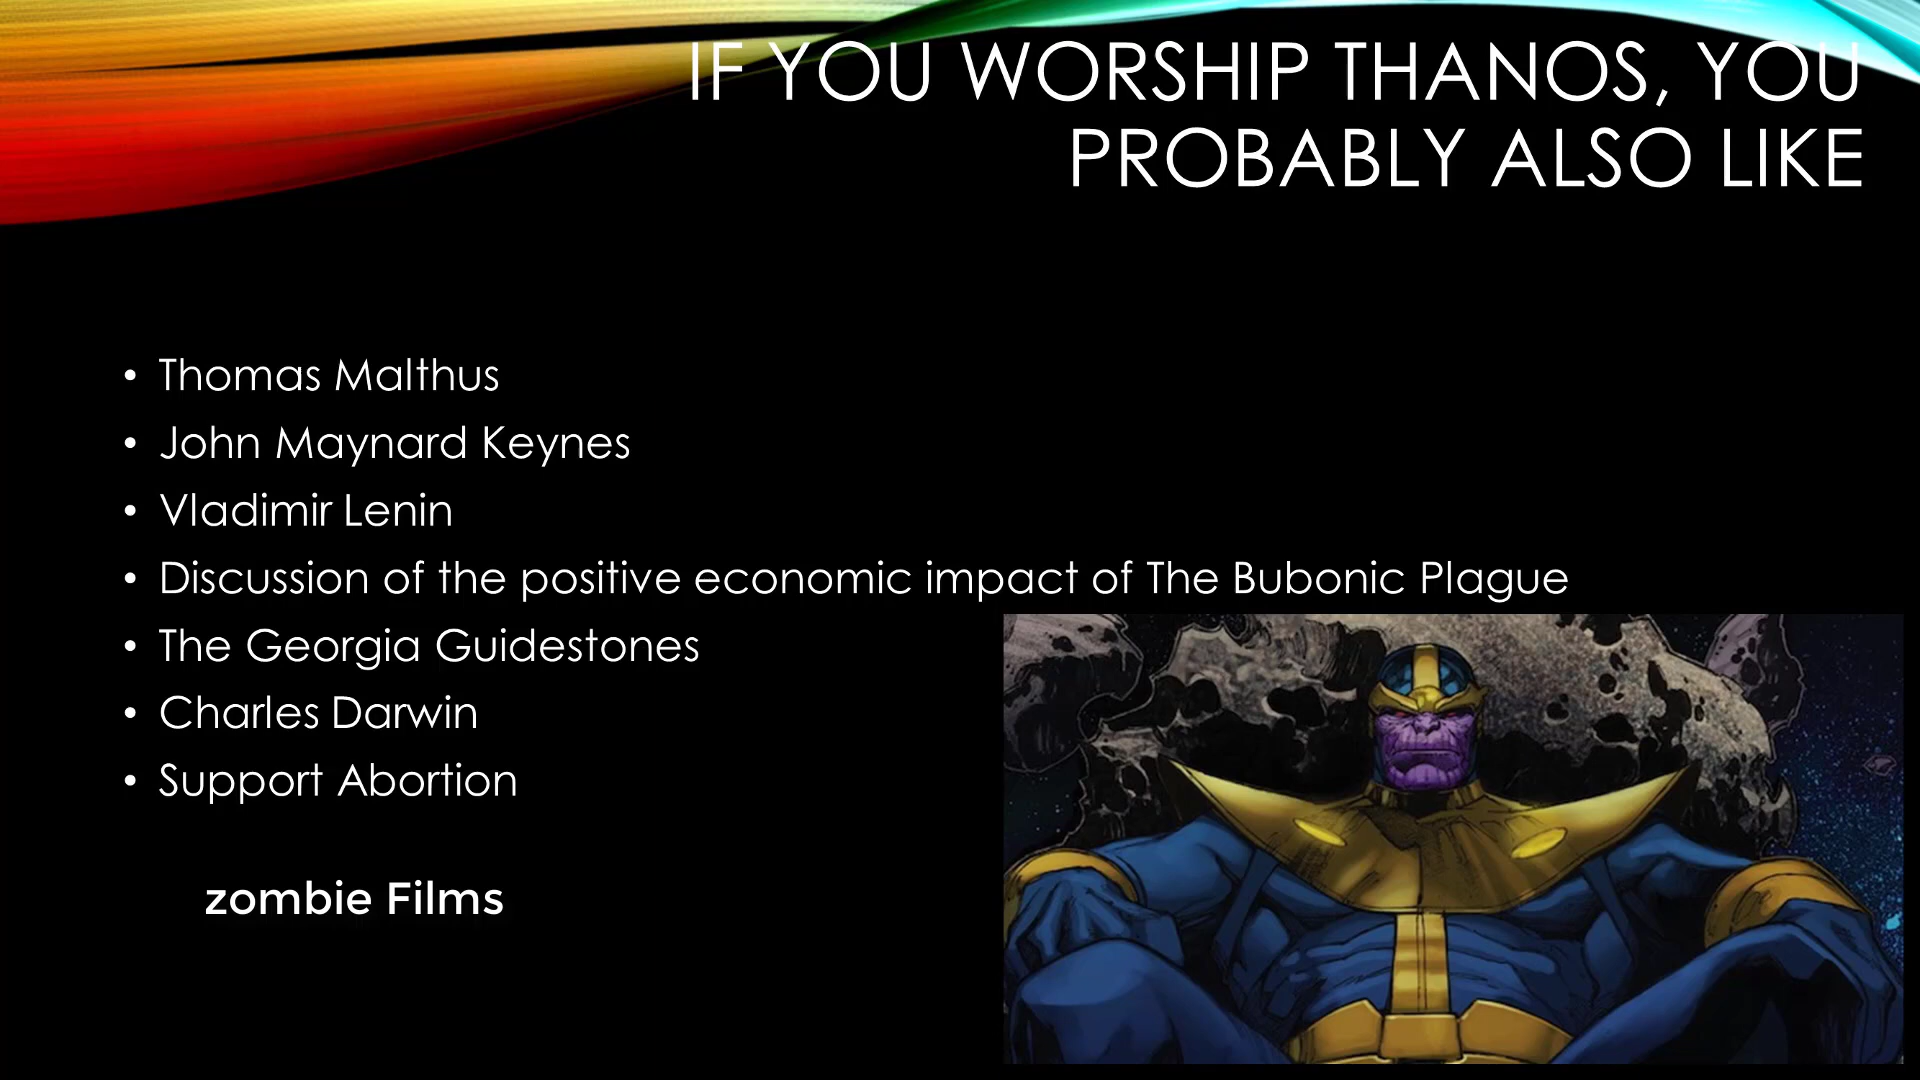 IF YOU WORSHIP THANOS, YOU
PROBABLY ALSO LIKE
• Thomas Malthus
• John Maynard Keynes
• Vladimir Lenin
• Discussion of the positive economic impact of The Bubonic Plague
• The Georgia Guidestones
• Charles Darwin
• Support Abortion
zombie Films